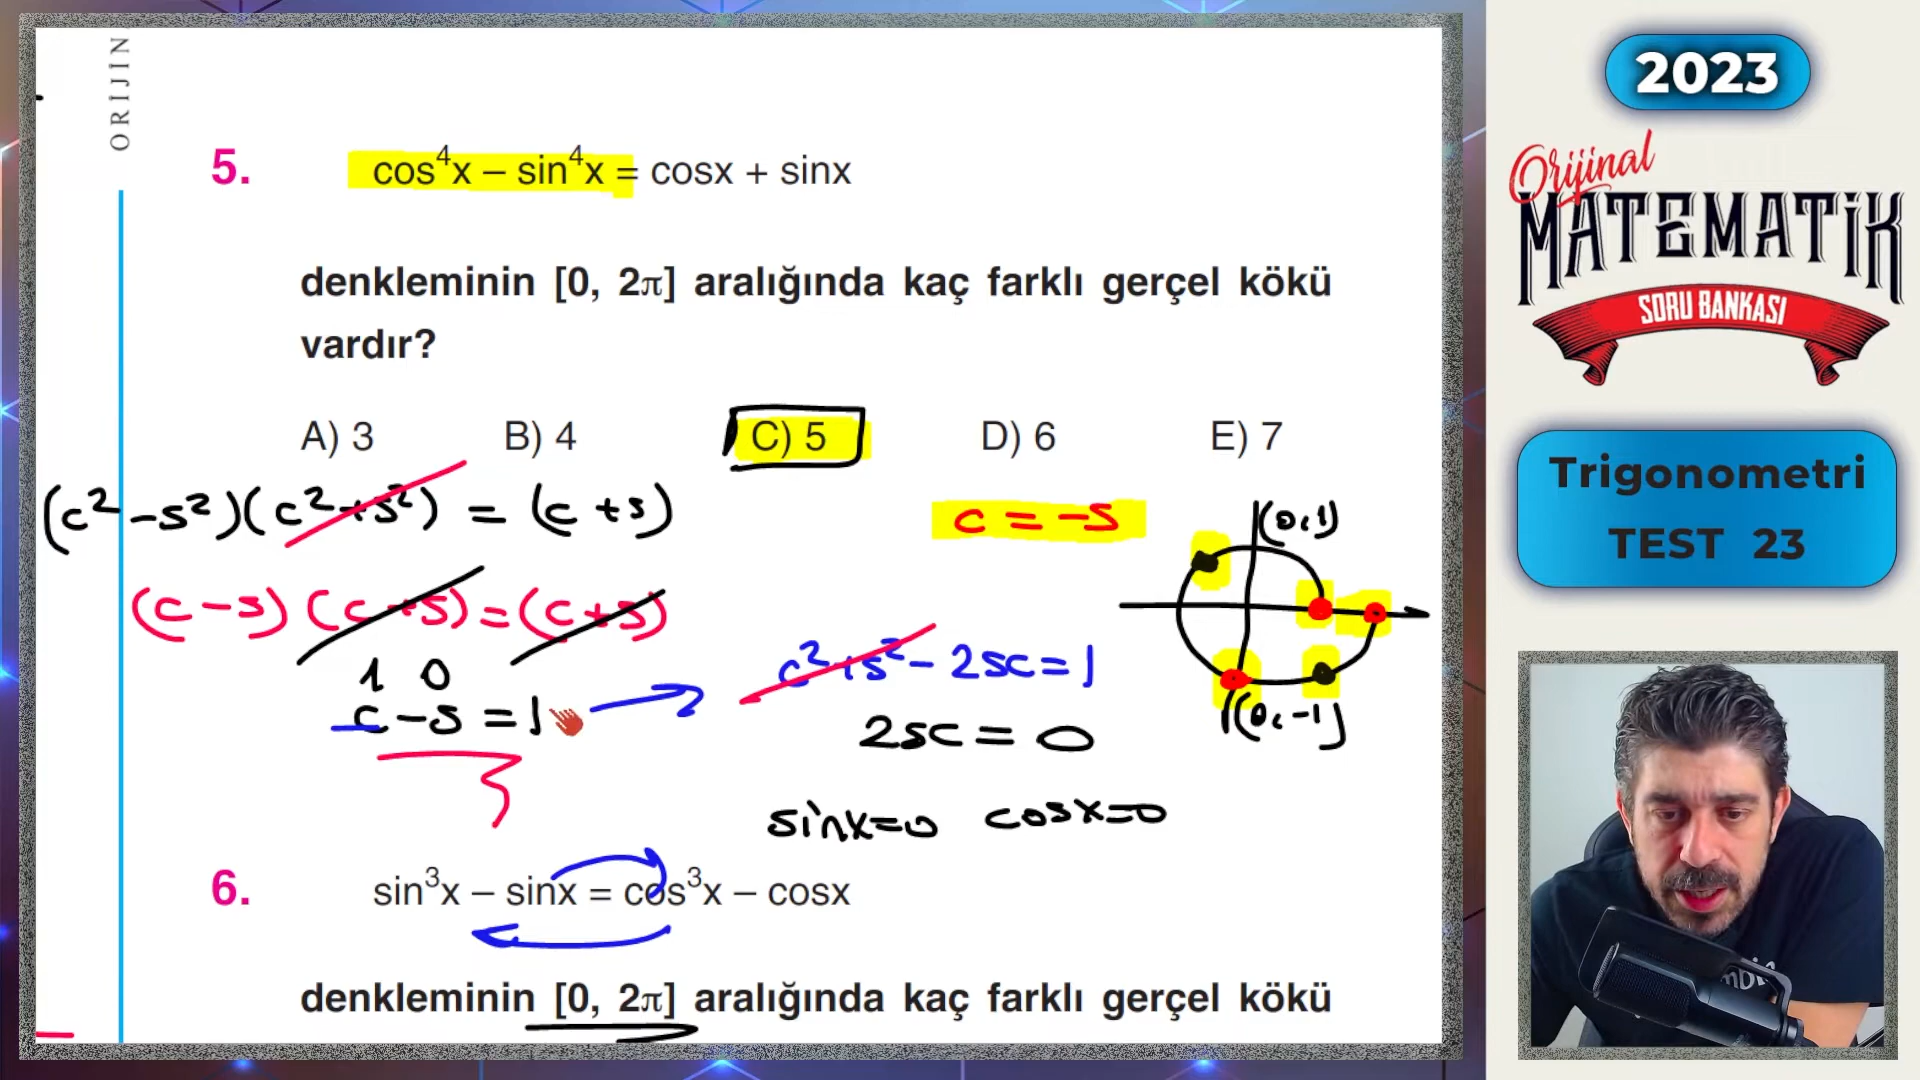 ORİJİN
5. cos⁴x – sin⁴x = cosx + sinx
denkleminin [0, 2π] aralığında kaç farklı gerçel kökü
vardır?
A) 3 B) 4 C) 5 D) 6 E) 7
(c² - s²)(c² + s²) = (c + s)
(c - s) (c + s) = (c + s)
1 0
c - s = 1
c = -s
c² + s² - 2sc = 1
2sc = 0
sinx=0 cosx=0
(0,1)
(0,-1)
6. sin³x – sinx = cos³x – cosx
denkleminin [0, 2π] aralığında kaç farklı gerçel kökü
2023
Orijinal
MATEMATİK
SORU BANKASI
Trigonometri
TEST 23